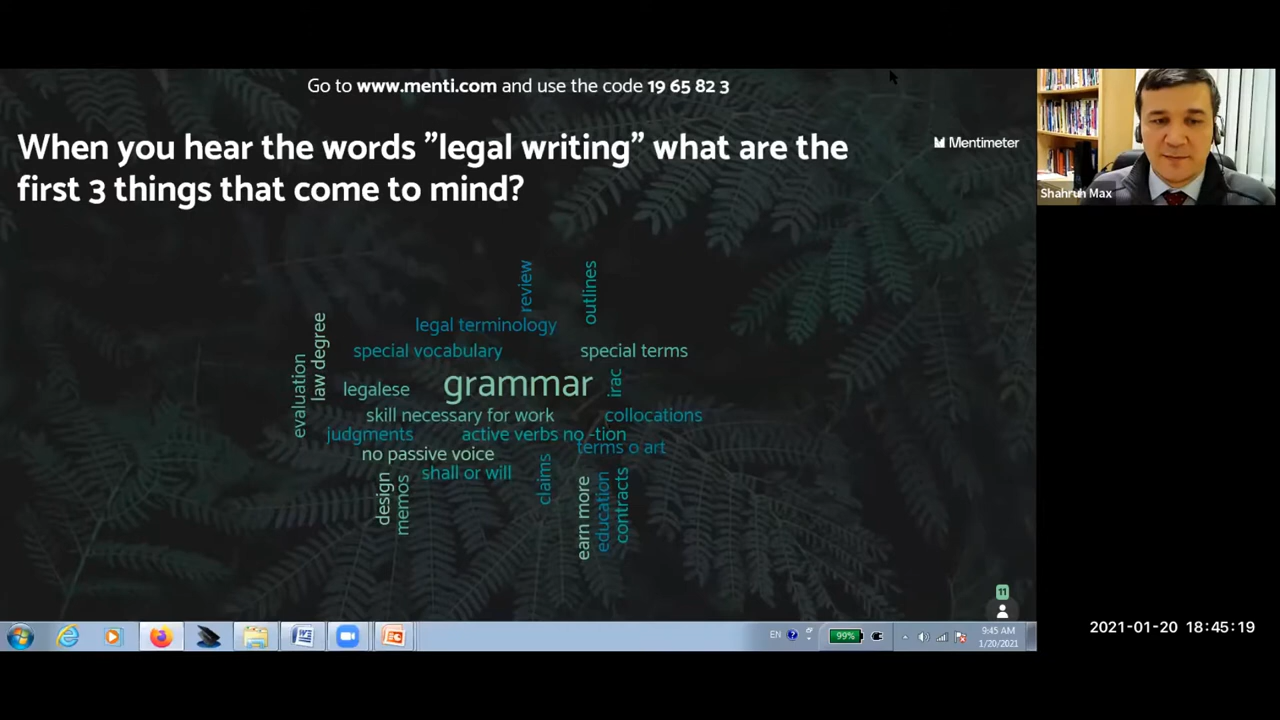 Go to www.menti.com and use the code 19 65 82 3
When you hear the words ”legal writing” what are the
first 3 things that come to mind?
Mentimeter
Shahruh Max
review
outlines
legal terminology
law degree
special vocabulary
special terms
evaluation
legalese
grammar
irac
skill necessary for work
collocations
judgments
active verbs no -tion
terms o art
no passive voice
shall or will
claims
design
memos
earn more
education
contracts
11
EN
99%
9:45 AM
1/20/2021
2021-01-20 18:45:19